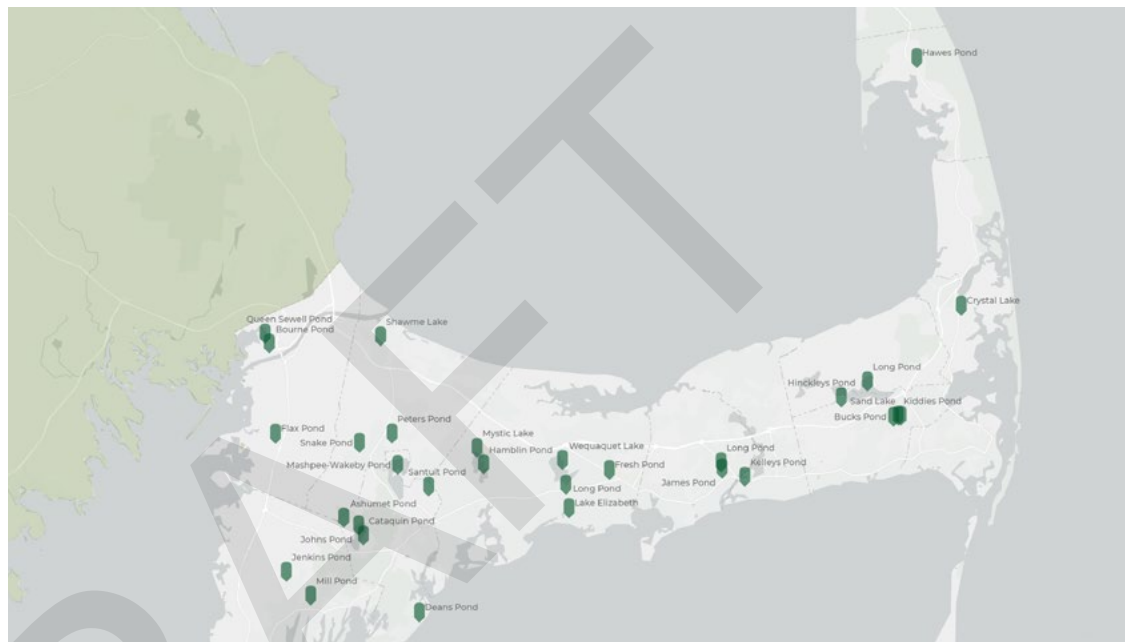 Hawes Pond
Crystal Lake
Queen Sewell Pond
Bourne Pond
Shawme Lake
Long Pond
Hinckleys Pond
Sand Lake
Kiddies Pond
Bucks Pond
Flax Pond
Peters Pond
Snake Pond
Mystic Lake
Hamblin Pond
Wequaquet Lake
Long Pond
Mashpee-Wakeby Pond
Santuit Pond
Fresh Pond
James Pond
Kelleys Pond
Long Pond
Ashumet Pond
Lake Elizabeth
Cataquin Pond
Johns Pond
Jenkins Pond
Mill Pond
Deans Pond
DRAFT